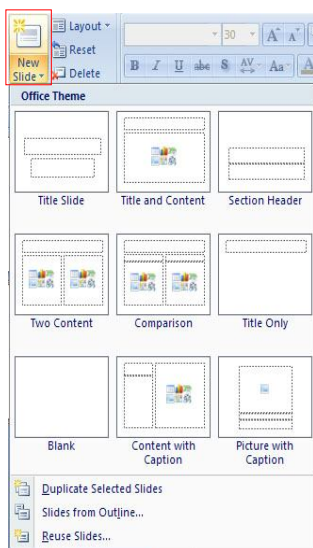 Layout
Reset
New
Slide
Delete
30
A A
B I U abe S AV Aa A
Office Theme
Title Slide Title and Content Section Header
Two Content Comparison Title Only
Blank Content with Picture with
Caption Caption
Duplicate Selected Slides
Slides from Outline...
Reuse Slides...